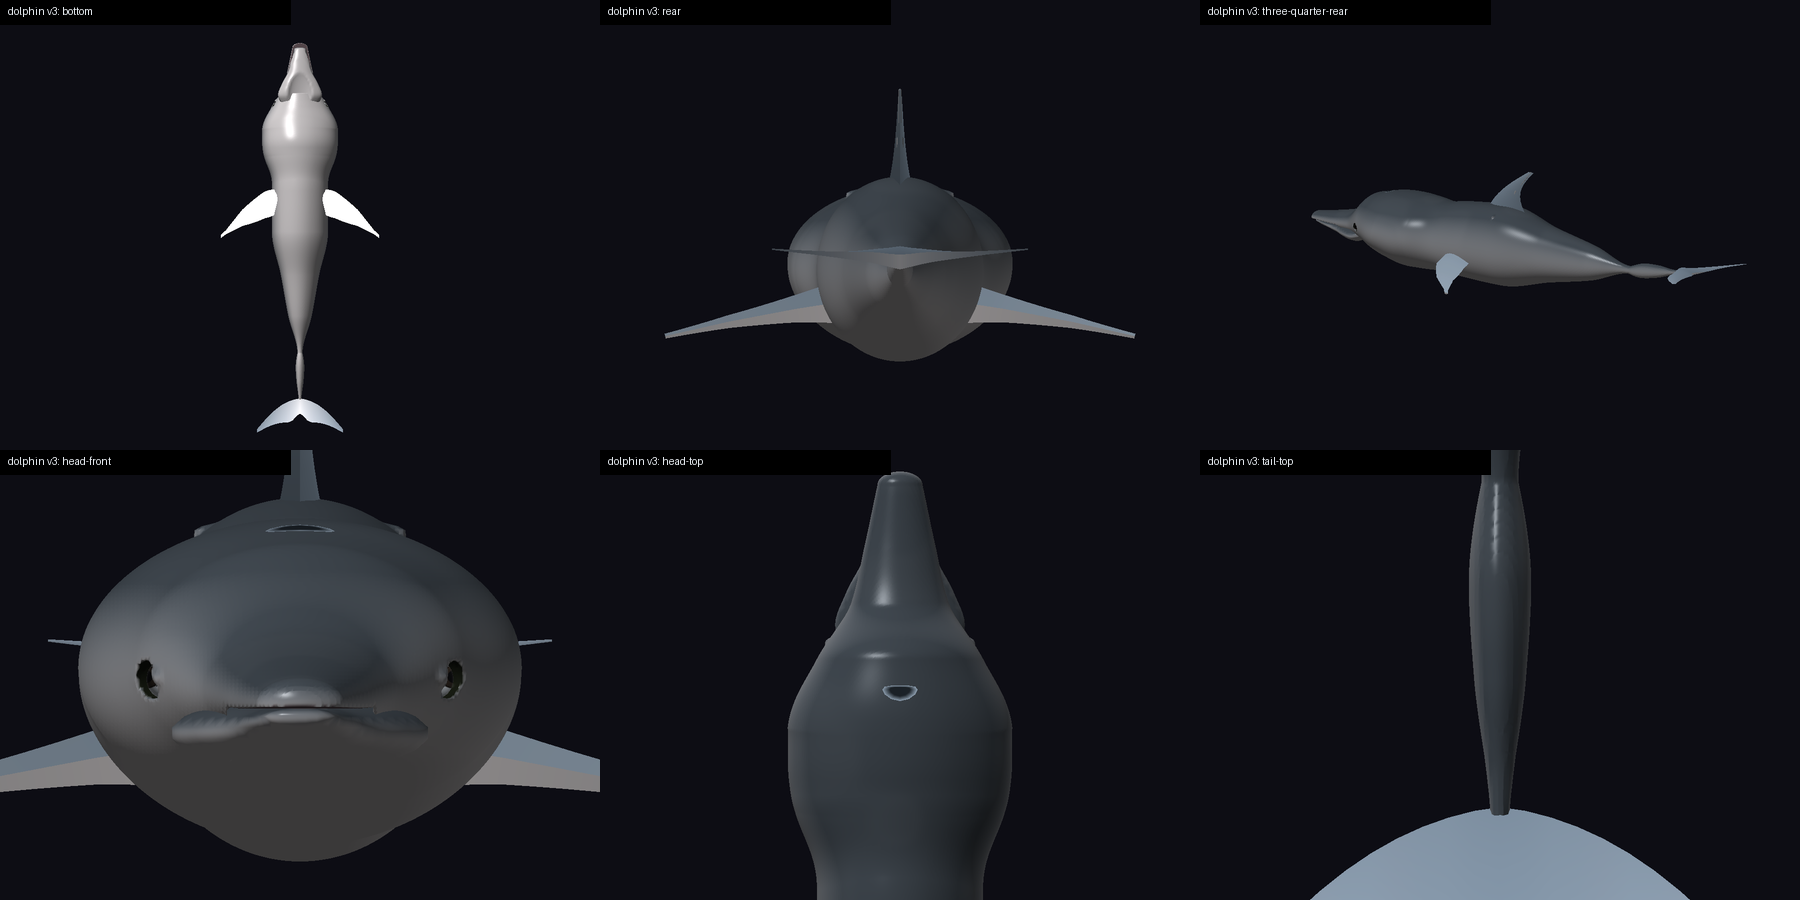 dolphin v3: bottom
dolphin v3: rear
dolphin v3: three-quarter-rear
dolphin v3: head-front
dolphin v3: head-top
dolphin v3: tail-top